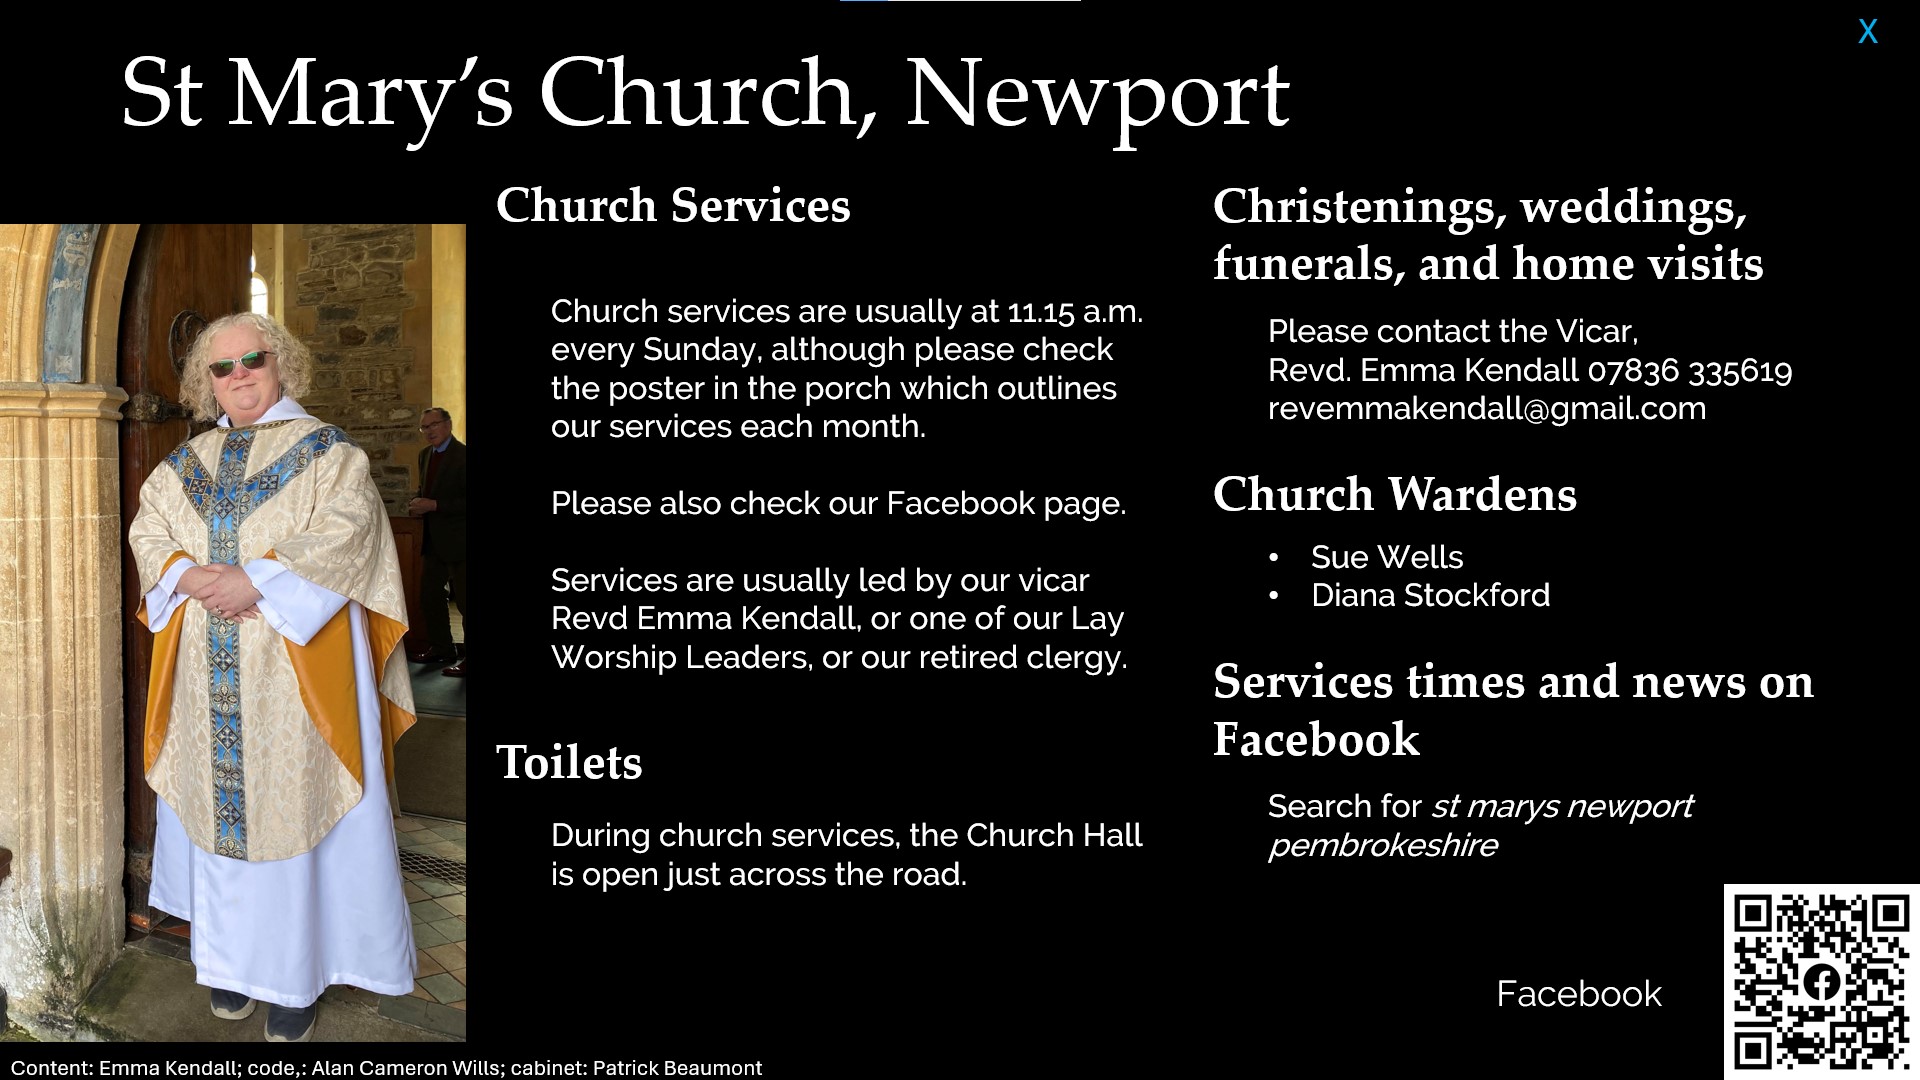 X
St Mary’s Church, Newport
Church Services
Church services are usually at 11.15 a.m.
every Sunday, although please check
the poster in the porch which outlines
our services each month.
Please also check our Facebook page.
Services are usually led by our vicar
Revd Emma Kendall, or one of our Lay
Worship Leaders, or our retired clergy.
Toilets
During church services, the Church Hall
is open just across the road.
Christenings, weddings,
funerals, and home visits
Please contact the Vicar,
Revd. Emma Kendall 07836 335619
revemmakendall@gmail.com
Church Wardens
• Sue Wells
• Diana Stockford
Services times and news on
Facebook
Search for st marys newport
pembrokeshire
Facebook
Content: Emma Kendall; code,: Alan Cameron Wills; cabinet: Patrick Beaumont